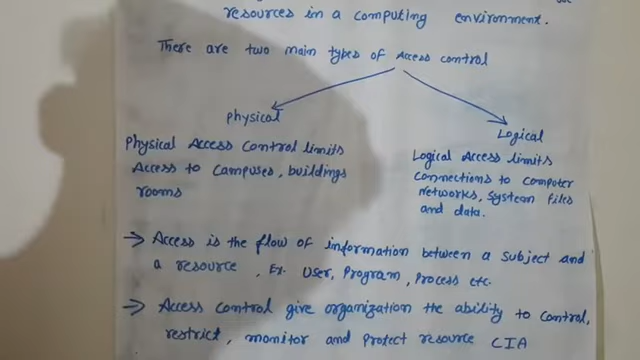 resources in a computing environment.
There are two main types of Access control
Physical
Logical
Physical Access Control limits
Access to Campuses, buildings
rooms
Logical Access limits
connections to computer
networks, system files
and data.
→ Access is the flow of information between a subject and
a resource, Ex. User, Program, Process etc.
→ Access control give organization the ability to control,
restrict, monitor and protect resource CIA